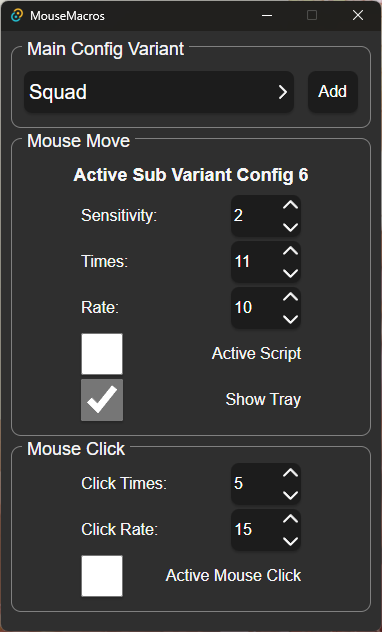 MouseMacros
Main Config Variant
Squad
Add
Mouse Move
Active Sub Variant Config 6
Sensitivity: 2
Times: 11
Rate: 10
Active Script
Show Tray
Mouse Click
Click Times: 5
Click Rate: 15
Active Mouse Click